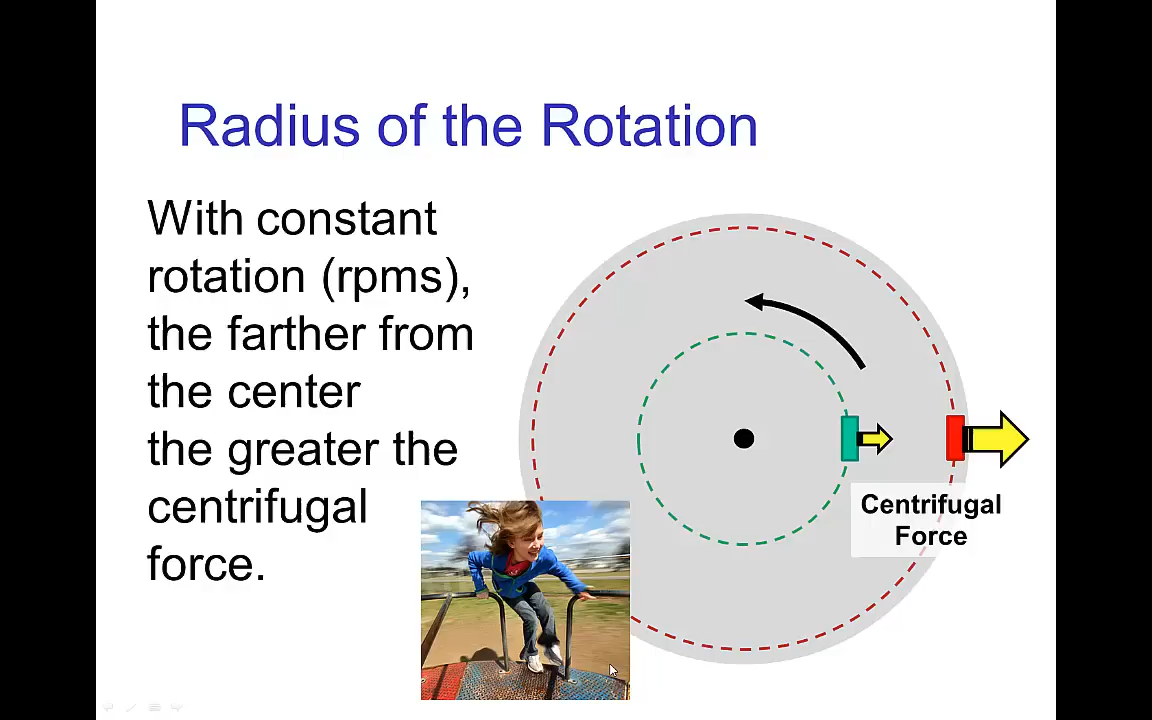 Radius of the Rotation
With constant
rotation (rpms),
the farther from
the center
the greater the
centrifugal
force.
Centrifugal
Force